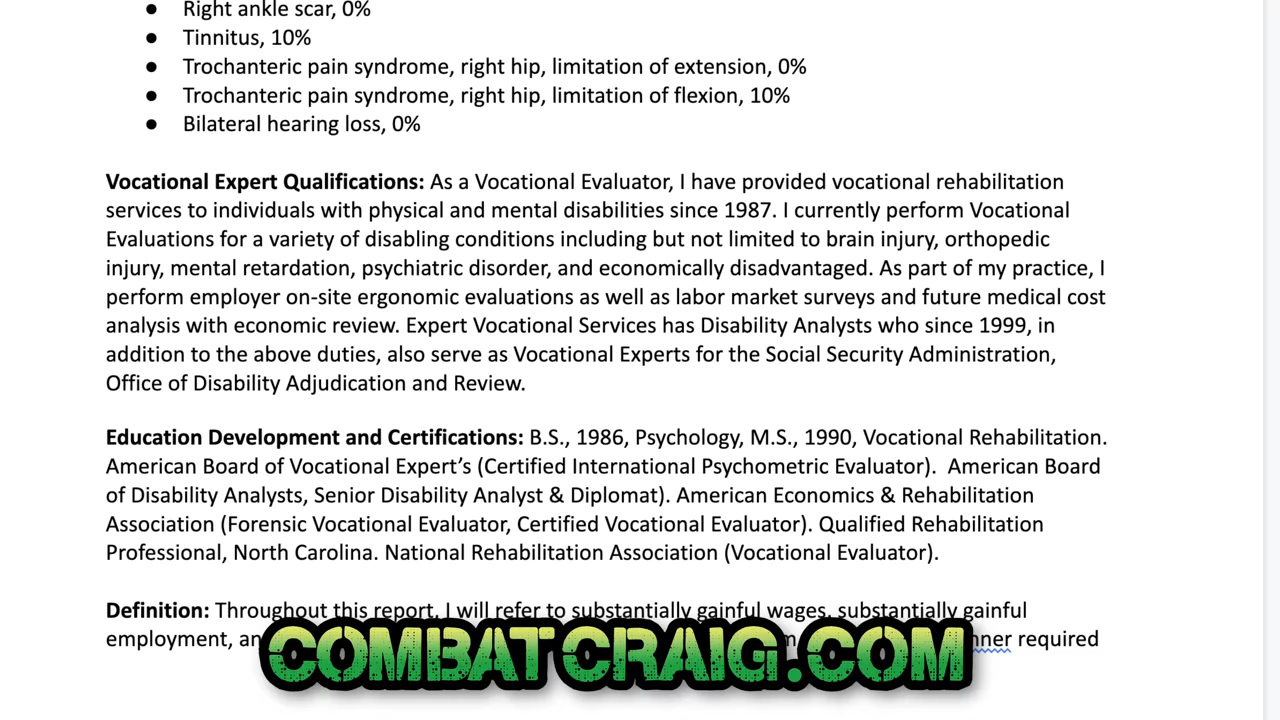 ● Right ankle scar, 0%
● Tinnitus, 10%
● Trochanteric pain syndrome, right hip, limitation of extension, 0%
● Trochanteric pain syndrome, right hip, limitation of flexion, 10%
● Bilateral hearing loss, 0%
Vocational Expert Qualifications: As a Vocational Evaluator, I have provided vocational rehabilitation
services to individuals with physical and mental disabilities since 1987. I currently perform Vocational
Evaluations for a variety of disabling conditions including but not limited to brain injury, orthopedic
injury, mental retardation, psychiatric disorder, and economically disadvantaged. As part of my practice, I
perform employer on-site ergonomic evaluations as well as labor market surveys and future medical cost
analysis with economic review. Expert Vocational Services has Disability Analysts who since 1999, in
addition to the above duties, also serve as Vocational Experts for the Social Security Administration,
Office of Disability Adjudication and Review.
Education Development and Certifications: B.S., 1986, Psychology, M.S., 1990, Vocational Rehabilitation.
American Board of Vocational Expert’s (Certified International Psychometric Evaluator).  American Board
of Disability Analysts, Senior Disability Analyst & Diplomat). American Economics & Rehabilitation
Association (Forensic Vocational Evaluator, Certified Vocational Evaluator). Qualified Rehabilitation
Professional, North Carolina. National Rehabilitation Association (Vocational Evaluator).
Definition: Throughout this report, I will refer to substantially gainful wages, substantially gainful
employment, required
COMBATCRAIG.COM